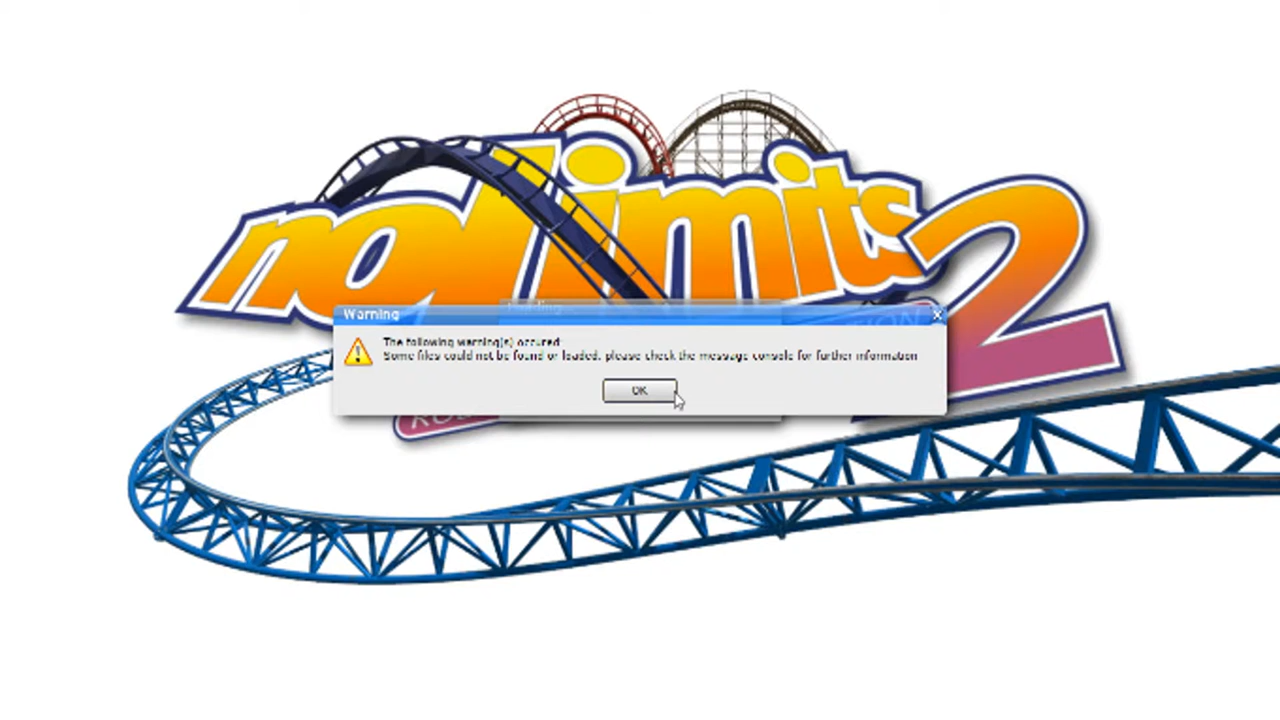 nolimits 2
Loading...
Warning
The following warning(s) occured:
Some files could not be found or loaded, please check the message console for further information
OK